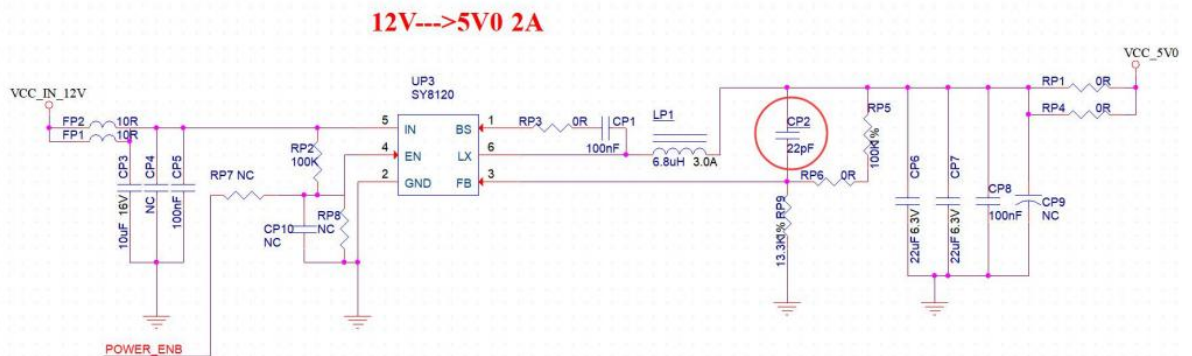 12V--->5V0 2A
VCC_IN_12V
VCC_5V0
FP2 10R
FP1 10R
CP3
10uF 16V
CP4
NC
CP5
100nF
RP2
100K
RP7 NC
CP10
NC
RP8
NC
UP3
SY8120
5 IN BS 1
4 EN LX 6
2 GND FB 3
RP3 0R
CP1
100nF
LP1
6.8uH 3.0A
CP2
22pF
RP5
100K1%
RP6 0R
RP9
13.3K1%
CP6
22uF 6.3V
CP7
22uF 6.3V
CP8
100nF
CP9
NC
RP1 0R
RP4 0R
POWER_ENB